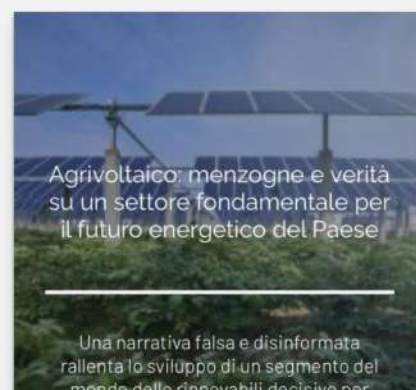 Agrivoltaico: menzogne e verità
su un settore fondamentale per
il futuro energetico del Paese
Una narrativa falsa e disinformata
rallenta lo sviluppo di un segmento del
mondo delle rinnovabili decisivo per